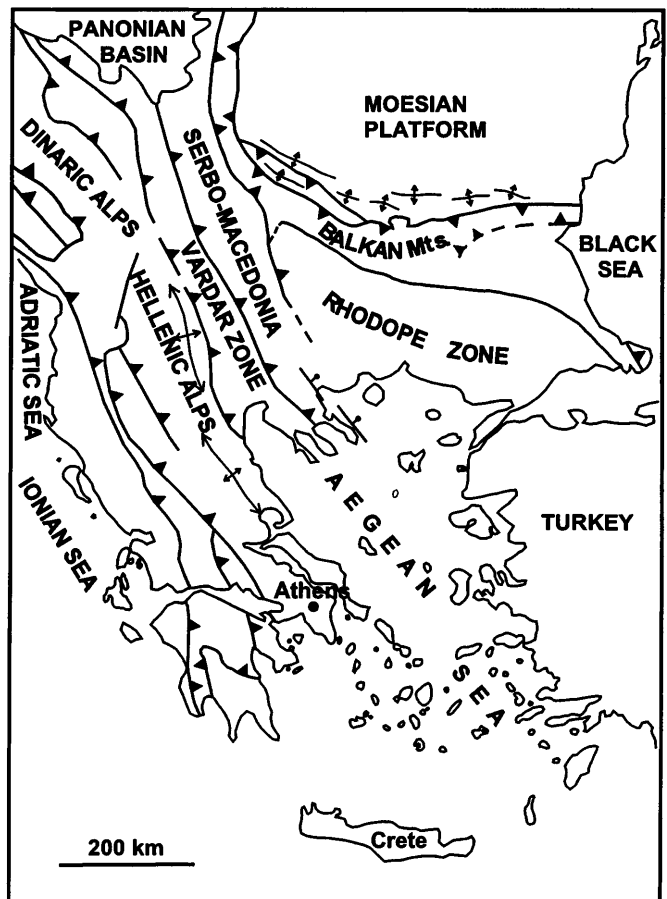 PANONIAN
BASIN
MOESIAN
PLATFORM
DINARIC ALPS
SERBO-MACEDONIA
BALKAN Mts.
BLACK
SEA
VARDAR ZONE
HELLENIC ALPS
RHODOPE ZONE
ADRIATIC SEA
IONIAN SEA
AEGEAN
SEA
TURKEY
Athens
Crete
200 km